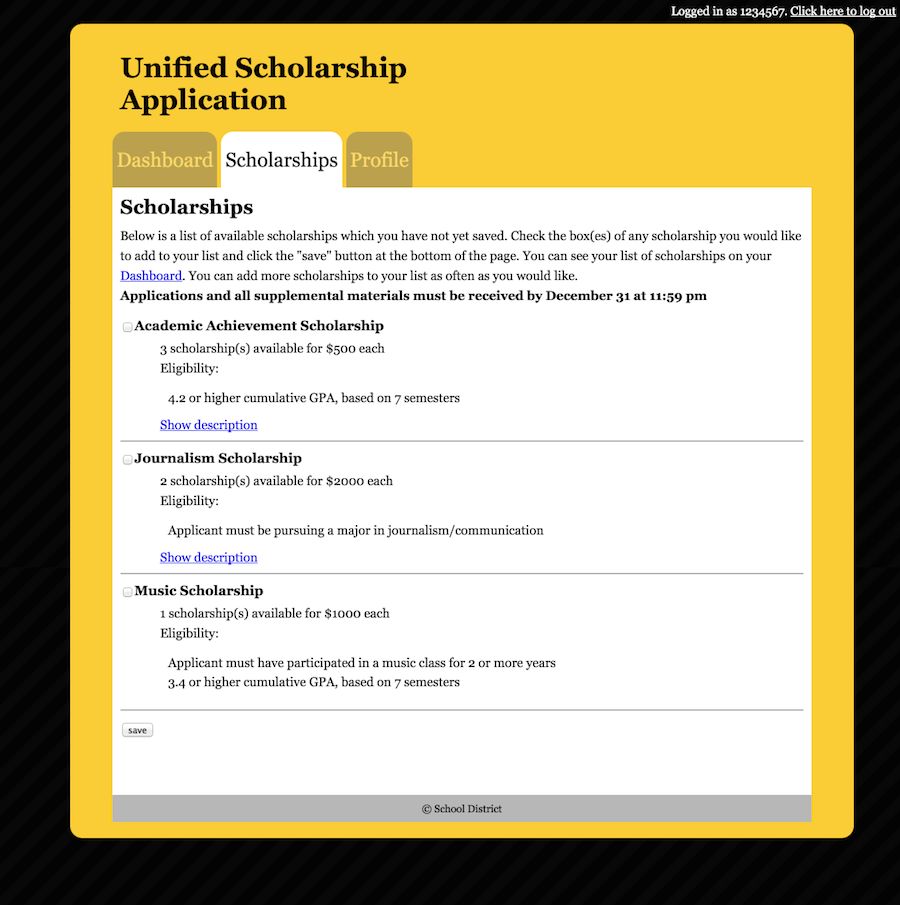 Logged in as 1234567. Click here to log out
Unified Scholarship
Application
Dashboard Scholarships Profile
Scholarships
Below is a list of available scholarships which you have not yet saved. Check the box(es) of any scholarship you would like
to add to your list and click the "save" button at the bottom of the page. You can see your list of scholarships on your
Dashboard. You can add more scholarships to your list as often as you would like.
Applications and all supplemental materials must be received by December 31 at 11:59 pm
Academic Achievement Scholarship
3 scholarship(s) available for $500 each
Eligibility:
4.2 or higher cumulative GPA, based on 7 semesters
Show description
Journalism Scholarship
2 scholarship(s) available for $2000 each
Eligibility:
Applicant must be pursuing a major in journalism/communication
Show description
Music Scholarship
1 scholarship(s) available for $1000 each
Eligibility:
Applicant must have participated in a music class for 2 or more years
3.4 or higher cumulative GPA, based on 7 semesters
save
© School District